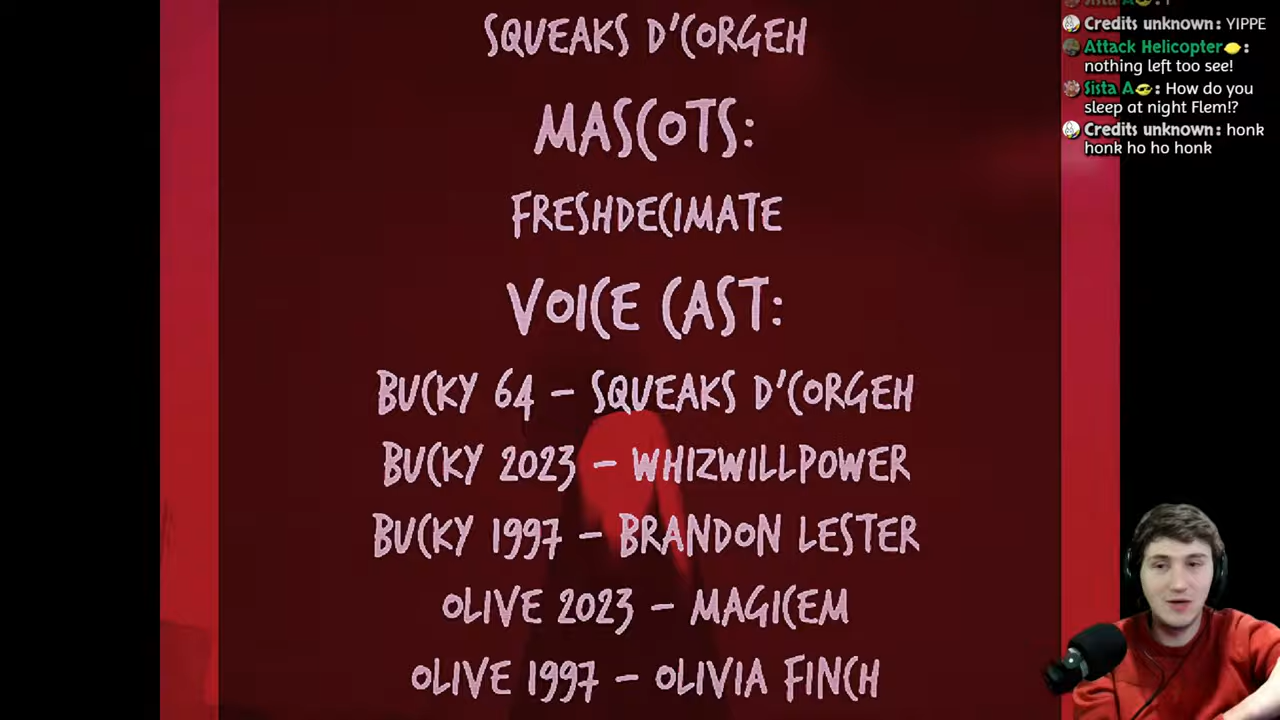 SQUEAKS D'CORGEH
MASCOTS:
FRESHDECIMATE
VOICE CAST:
BUCKY 64 – SQUEAKS D'CORGEH
BUCKY 2023 – WHIZWILLPOWER
BUCKY 1997 – BRANDON LESTER
OLIVE 2023 – MAGICEM
OLIVE 1997 – OLIVIA FINCH
Credits unknown: YIPPE
Attack Helicopter:
nothing left too see!
Sista A: How do you
sleep at night Flem!?
Credits unknown: honk
honk ho ho honk